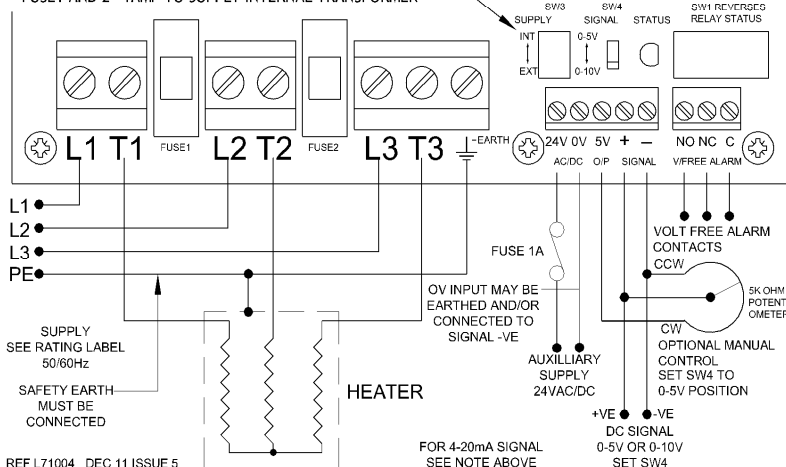 FUSE1 AND 2 - 1AMP TO SUPPLY INTERNAL TRANSFORMER
SW3 SW4 SW1 REVERSES
SUPPLY SIGNAL STATUS RELAY STATUS
INT 0-5V
EXT 0-10V
L1 T1 FUSE1 L2 T2 FUSE2 L3 T3 -EARTH
24V 0V 5V + − NO NC C
AC/DC O/P SIGNAL V/FREE ALARM
L1
L2
L3
PE
FUSE 1A
VOLT FREE ALARM
CONTACTS
CCW
OV INPUT MAY BE
EARTHED AND/OR
CONNECTED TO
SIGNAL -VE
5K OHM
POTENT
OMETER
CW
OPTIONAL MANUAL
CONTROL
SET SW4 TO
0-5V POSITION
SUPPLY
SEE RATING LABEL
50/60Hz
SAFETY EARTH
MUST BE
CONNECTED
HEATER
AUXILLIARY
SUPPLY
24VAC/DC
+VE -VE
DC SIGNAL
0-5V OR 0-10V
SET SW4
FOR 4-20mA SIGNAL
SEE NOTE ABOVE
REF L71004 DEC 11 ISSUE 5